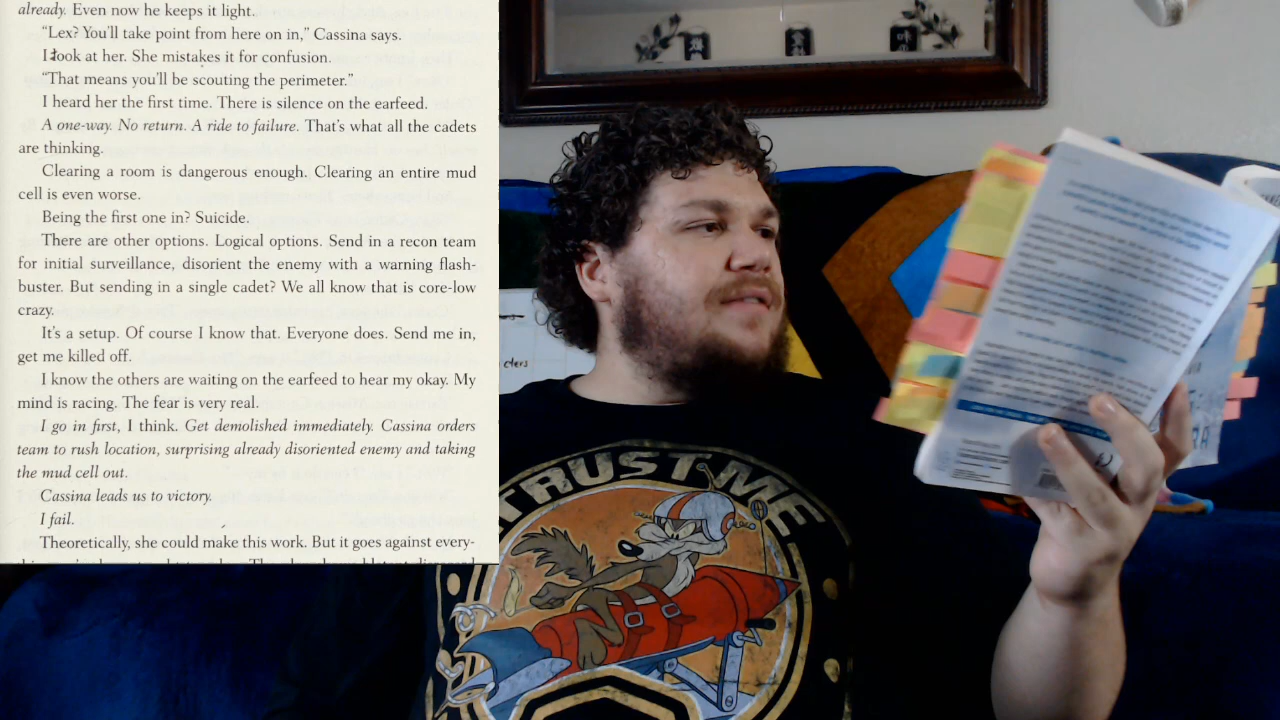 already. Even now he keeps it light.
"Lex? You'll take point from here on in," Cassina says.
I look at her. She mistakes it for confusion.
"That means you'll be scouting the perimeter."
I heard her the first time. There is silence on the earfeed.
A one-way. No return. A ride to failure. That's what all the cadets
are thinking.
Clearing a room is dangerous enough. Clearing an entire mud
cell is even worse.
Being the first one in? Suicide.
There are other options. Logical options. Send in a recon team
for initial surveillance, disorient the enemy with a warning flash-
buster. But sending in a single cadet? We all know that is core-low
crazy.
It's a setup. Of course I know that. Everyone does. Send me in,
get me killed off.
I know the others are waiting on the earfeed to hear my okay. My
mind is racing. The fear is very real.
I go in first, I think. Get demolished immediately. Cassina orders
team to rush location, surprising already disoriented enemy and taking
the mud cell out.
Cassina leads us to victory.
I fail.
Theoretically, she could make this work. But it goes against every-
TRUST ME